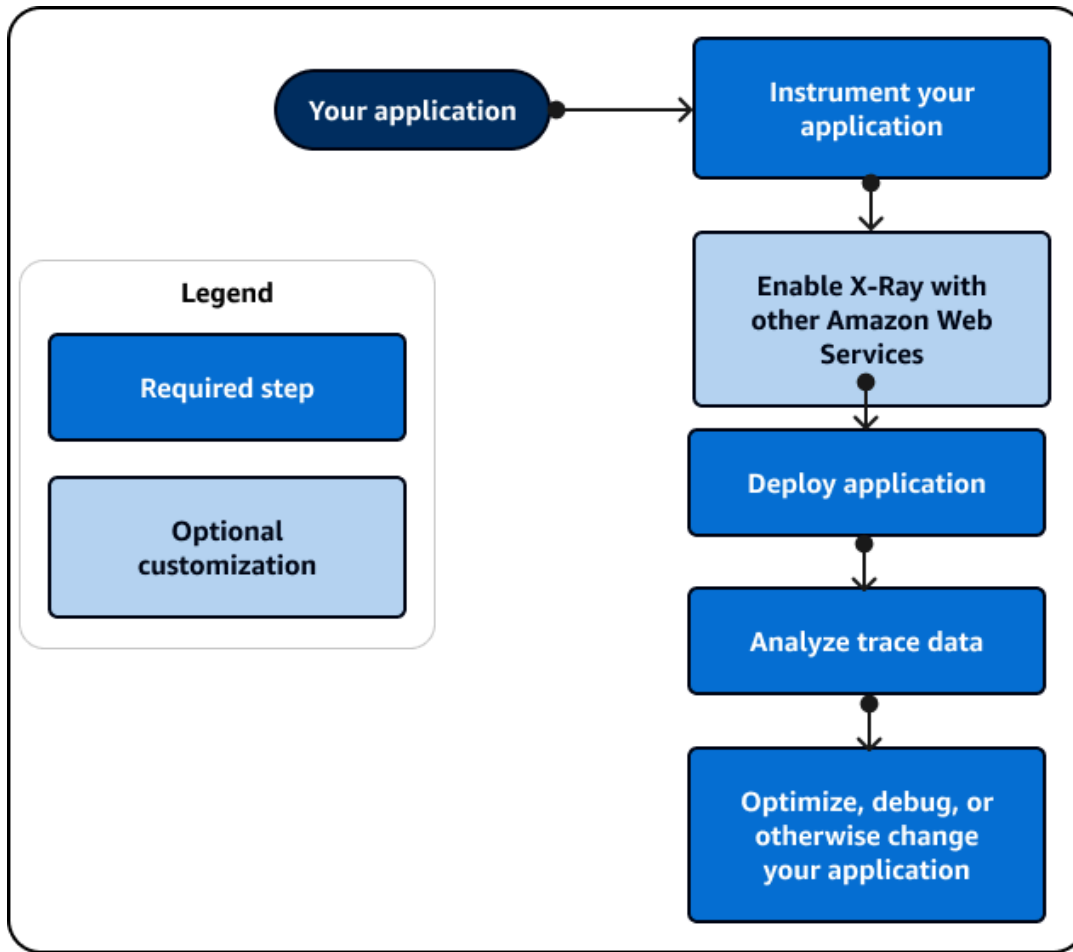 Your application
Instrument your
application
Enable X-Ray with
other Amazon Web
Services
Legend
Required step
Optional
customization
Deploy application
Analyze trace data
Optimize, debug, or
otherwise change
your application